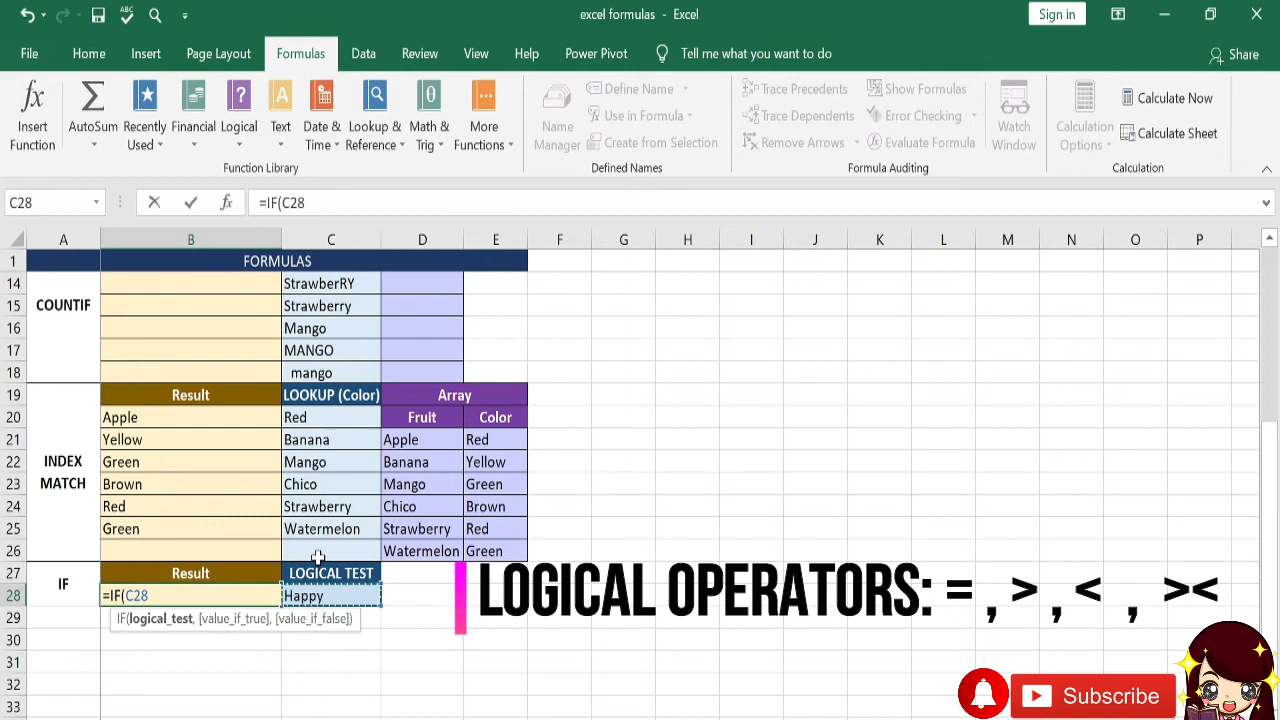 excel formulas - Excel
Sign in
File Home Insert Page Layout Formulas Data Review View Help Power Pivot Tell me what you want to do Share
Insert Function
AutoSum
Recently Used
Financial
Logical
Text
Date & Time
Lookup & Reference
Math & Trig
More Functions
Function Library
Name Manager
Define Name
Use in Formula
Create from Selection
Defined Names
Trace Precedents
Trace Dependents
Remove Arrows
Show Formulas
Error Checking
Evaluate Formula
Formula Auditing
Watch Window
Calculation Options
Calculate Now
Calculate Sheet
Calculation
C28 fx =IF(C28
A B C D E F G H I J K L M N O P
1 FORMULAS
14 StrawberRY
15 COUNTIF Strawberry
16 Mango
17 MANGO
18 mango
19 Result LOOKUP (Color) Array
20 Apple Red Fruit Color
21 Yellow Banana Apple Red
22 INDEX Green Mango Banana Yellow
23 MATCH Brown Chico Mango Green
24 Red Strawberry Chico Brown
25 Green Watermelon Strawberry Red
26 Watermelon Green
27 IF Result LOGICAL TEST
28 =IF(C28 Happy
29 IF(logical_test, [value_if_true], [value_if_false])
30
31
32
33
LOGICAL OPERATORS: = , > , < , ><
Subscribe